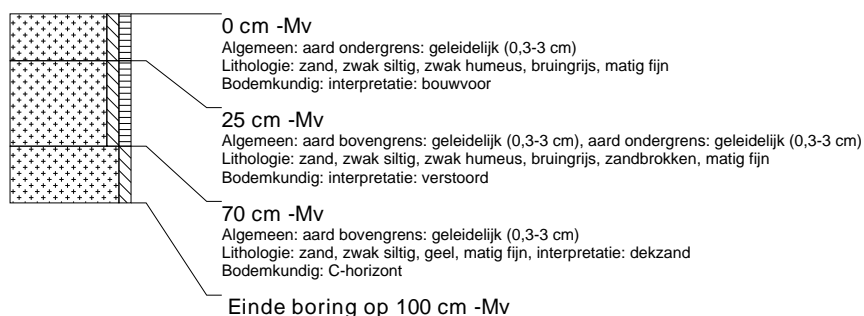 0 cm -Mv
Algemeen: aard ondergrens: geleidelijk (0,3-3 cm)
Lithologie: zand, zwak siltig, zwak humeus, bruingrijs, matig fijn
Bodemkundig: interpretatie: bouwvoor
25 cm -Mv
Algemeen: aard bovengrens: geleidelijk (0,3-3 cm), aard ondergrens: geleidelijk (0,3-3 cm)
Lithologie: zand, zwak siltig, zwak humeus, bruingrijs, zandbrokken, matig fijn
Bodemkundig: interpretatie: verstoord
70 cm -Mv
Algemeen: aard bovengrens: geleidelijk (0,3-3 cm)
Lithologie: zand, zwak siltig, geel, matig fijn, interpretatie: dekzand
Bodemkundig: C-horizont
Einde boring op 100 cm -Mv